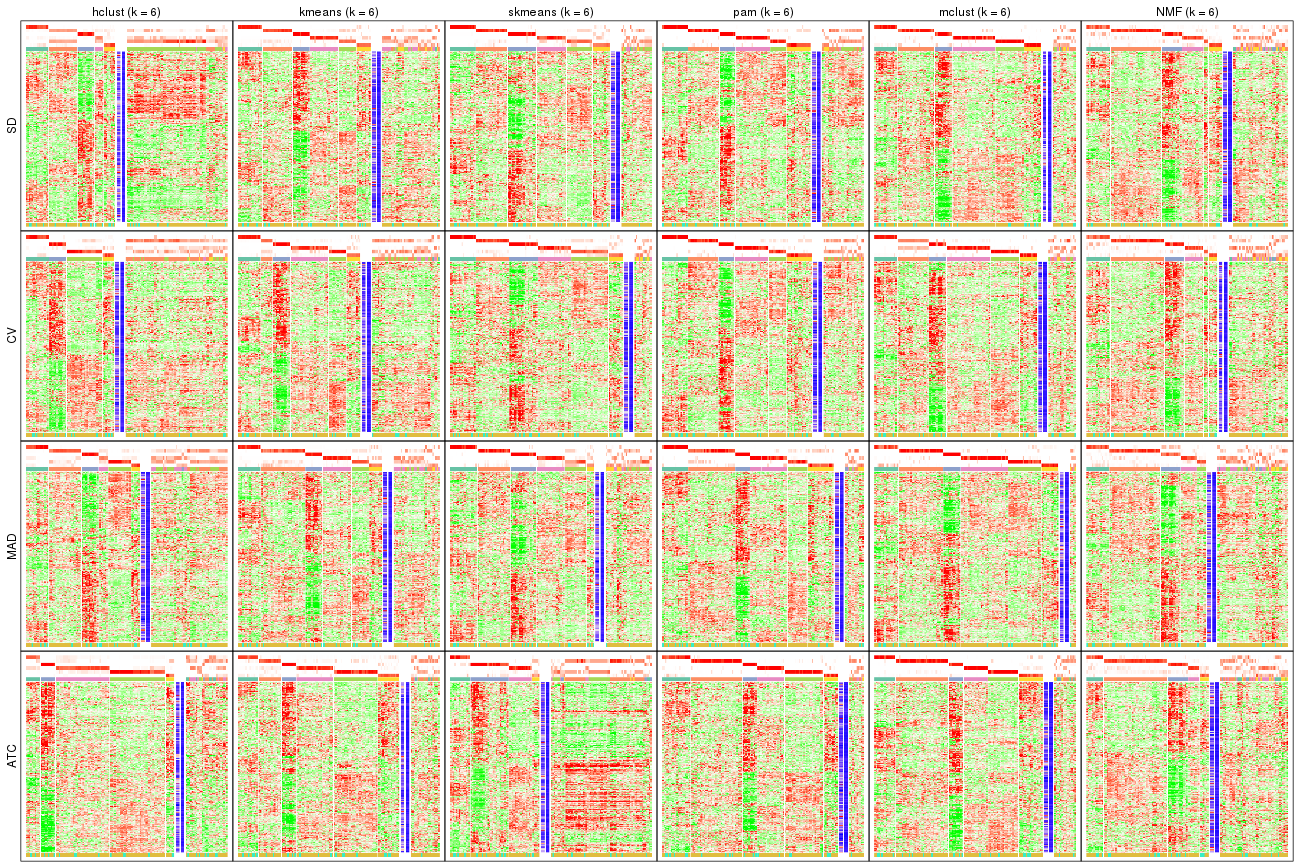 hclust (k = 6)
kmeans (k = 6)
skmeans (k = 6)
pam (k = 6)
mclust (k = 6)
NMF (k = 6)
SD
CV
MAD
ATC